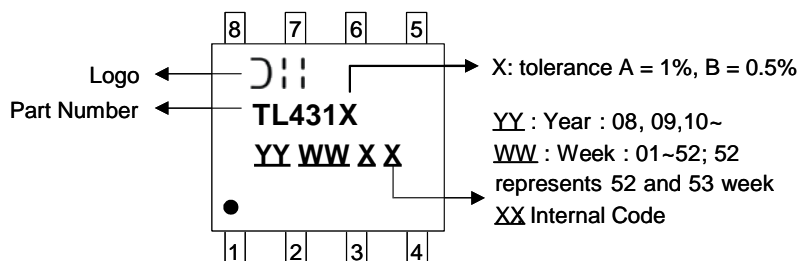 8 7 6 5
Logo
Part Number
TL431X
YY WW X X
X: tolerance A = 1%, B = 0.5%
YY : Year : 08, 09,10~
WW : Week : 01~52; 52
represents 52 and 53 week
XX Internal Code
1 2 3 4